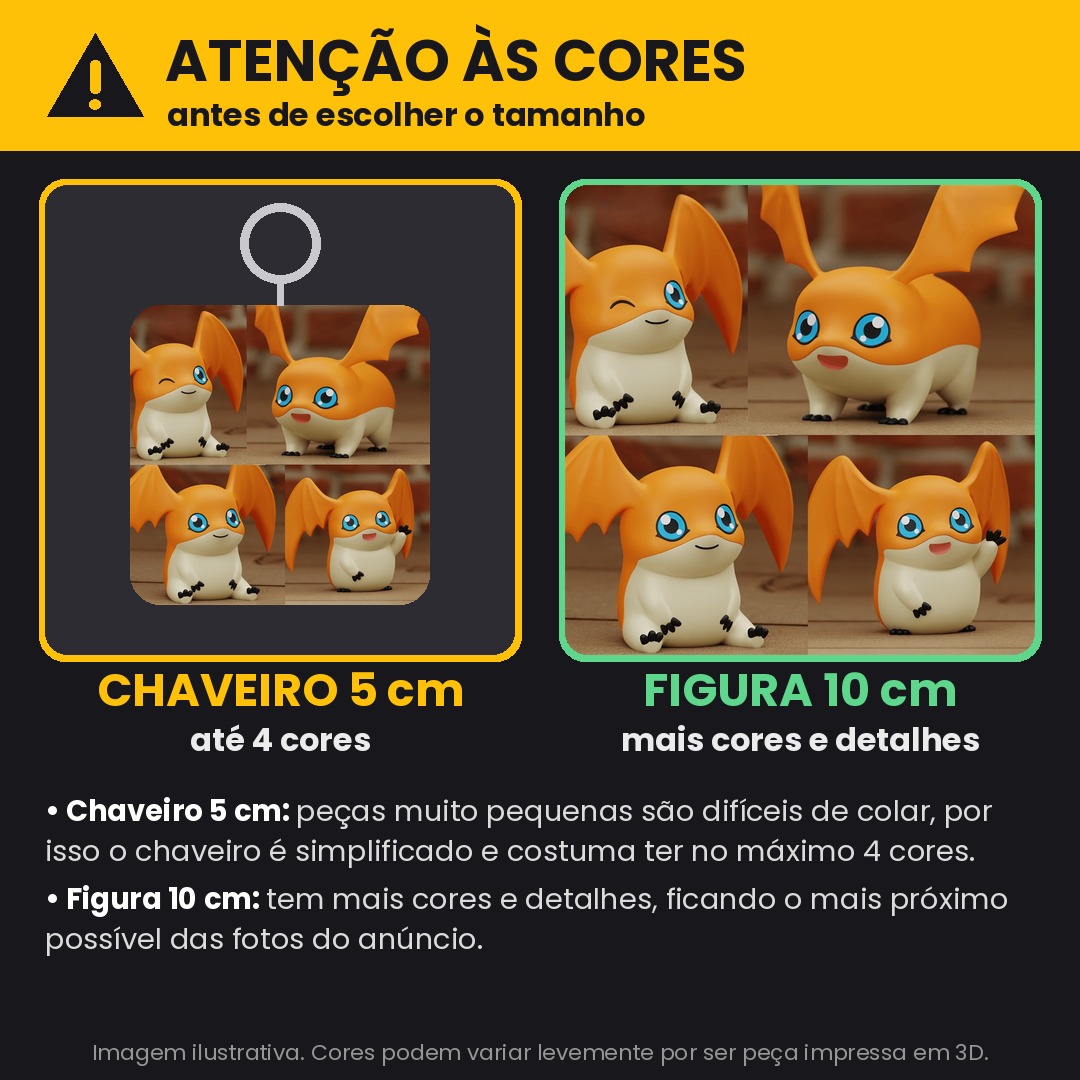 ATENÇÃO ÀS CORES
antes de escolher o tamanho
CHAVEIRO 5 cm
até 4 cores
FIGURA 10 cm
mais cores e detalhes
• Chaveiro 5 cm: peças muito pequenas são difíceis de colar, por
isso o chaveiro é simplificado e costuma ter no máximo 4 cores.
• Figura 10 cm: tem mais cores e detalhes, ficando o mais próximo
possível das fotos do anúncio.
Imagem ilustrativa. Cores podem variar levemente por ser peça impressa em 3D.